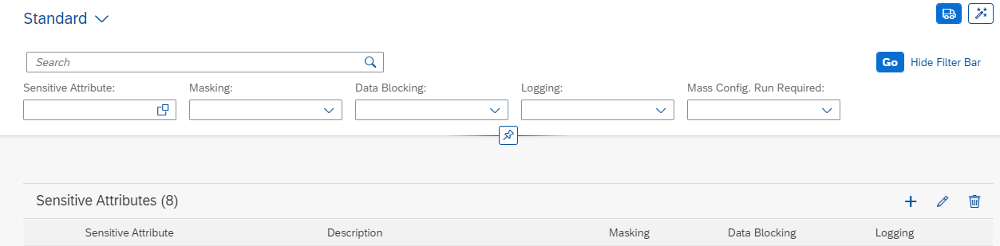 Standard
Search
Go Hide Filter Bar
Sensitive Attribute: Masking: Data Blocking: Logging: Mass Config. Run Required:
Sensitive Attributes (8)
Sensitive Attribute Description Masking Data Blocking Logging